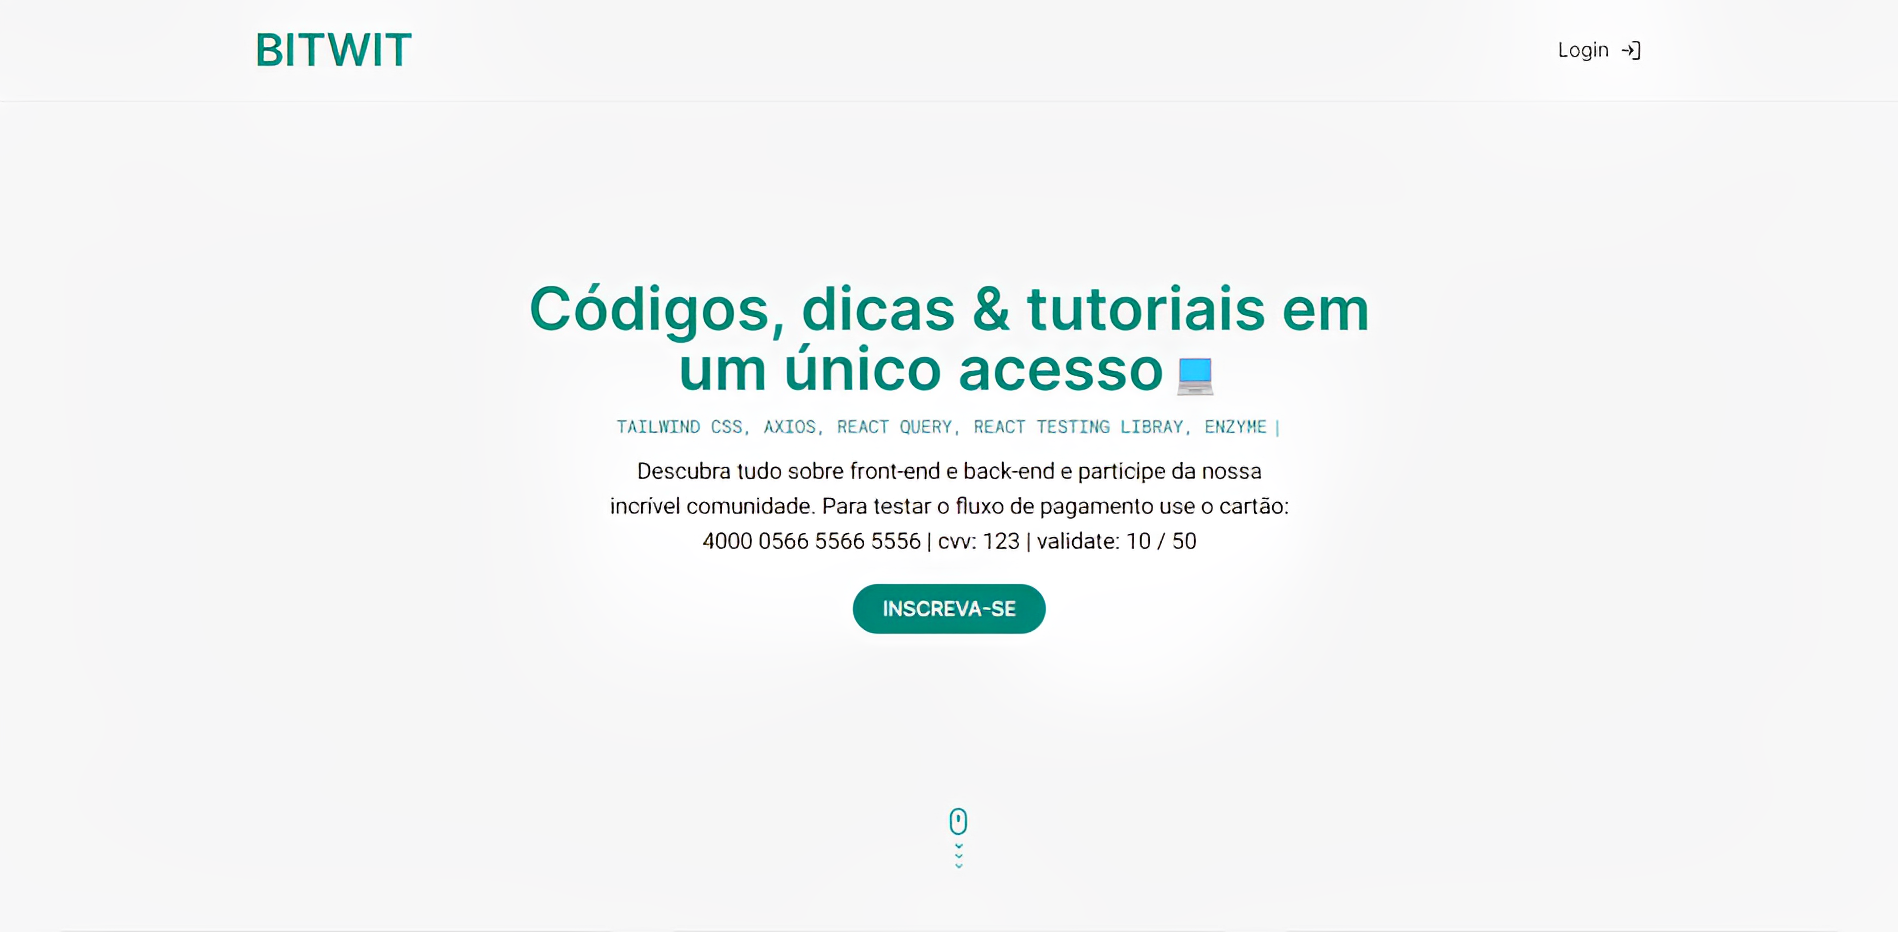 BITWIT
Login
Códigos, dicas & tutoriais em
um único acesso
TAILWIND CSS, AXIOS, REACT QUERY, REACT TESTING LIBRAY, ENZYME |
Descubra tudo sobre front-end e back-end e participe da nossa
incrível comunidade. Para testar o fluxo de pagamento use o cartão:
4000 0566 5566 5556 | cvv: 123 | validate: 10 / 50
INSCREVA-SE